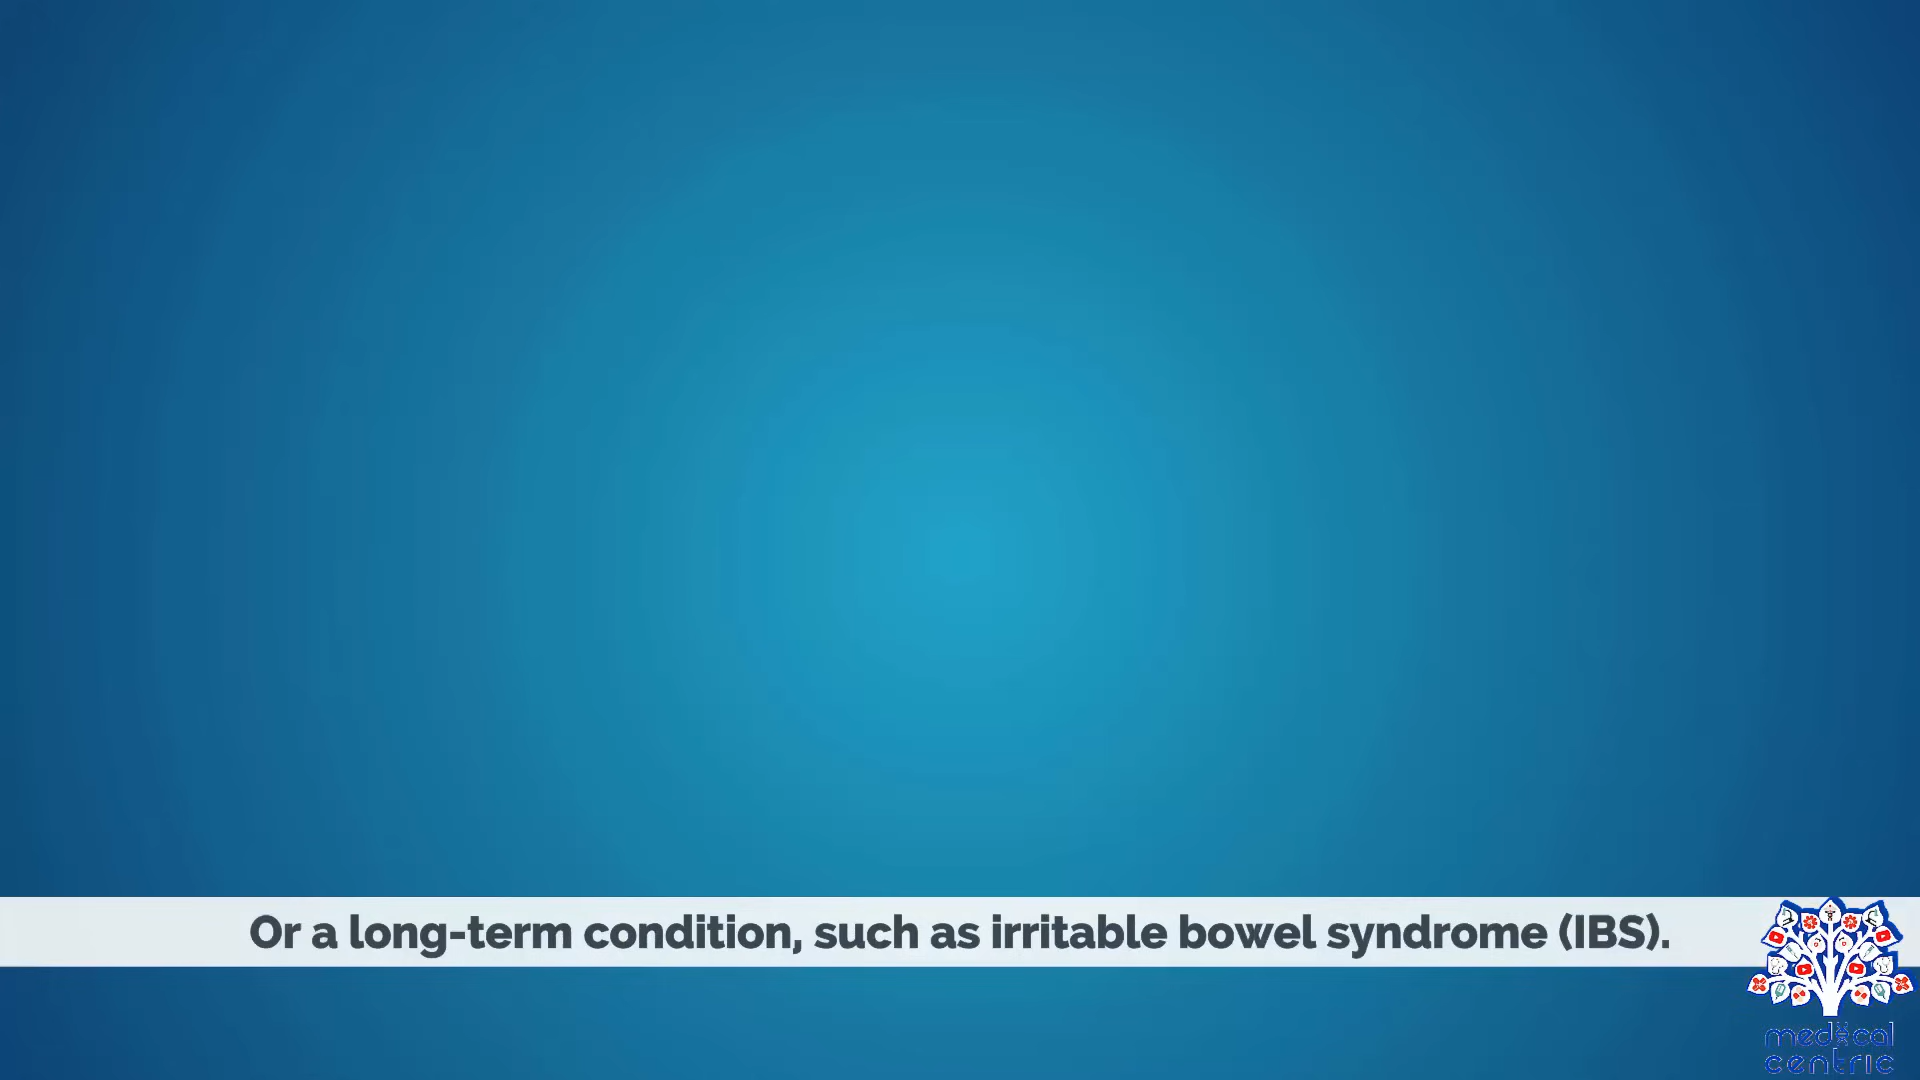 Or a long-term condition, such as irritable bowel syndrome (IBS).
medical
centric